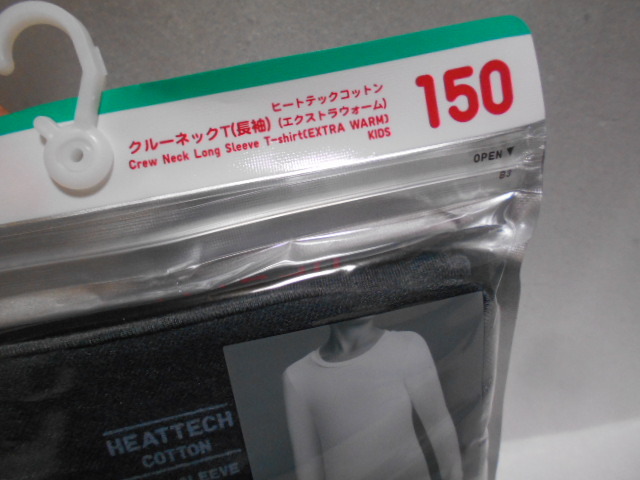 ヒートテックコットン
クルーネックT(長袖) (エクストラウォーム)
Crew Neck Long Sleeve T-shirt(EXTRA WARM)
KIDS
150
OPEN ▼
B3
HEATTECH
COTTON
SLEEVE